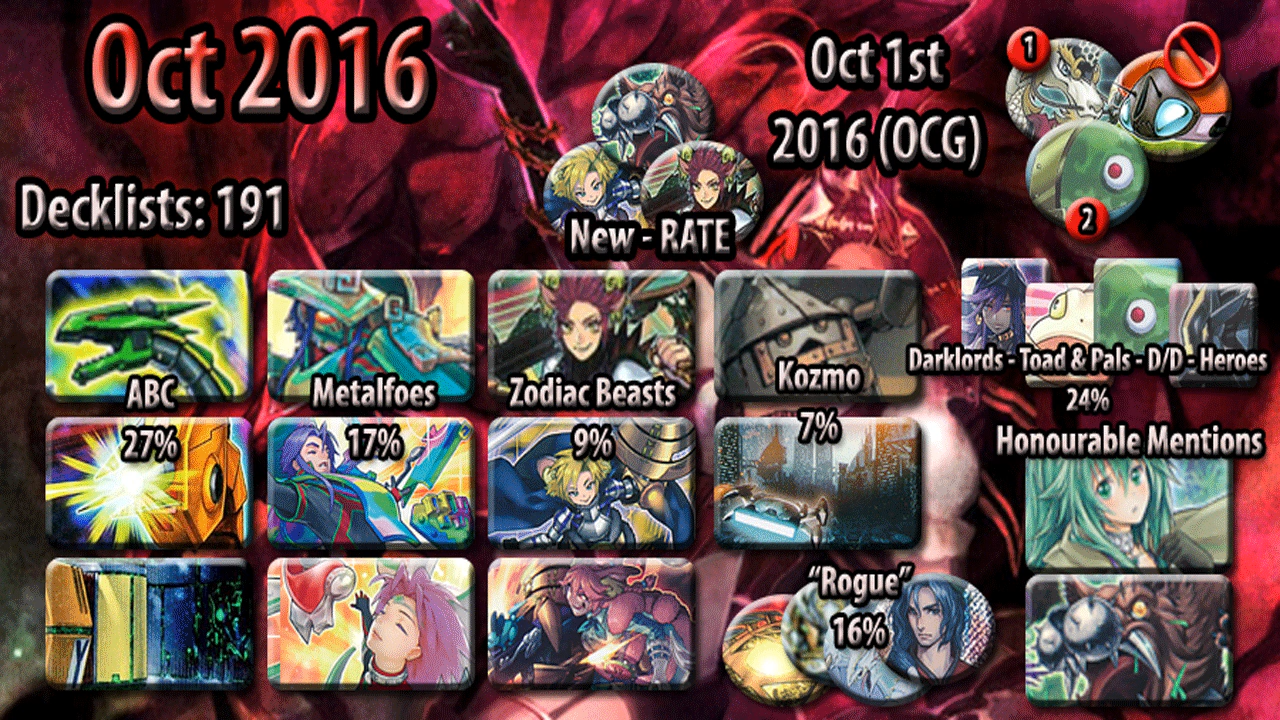 Oct 2016
Oct 1st
2016 (OCG)
1
2
Decklists: 191
New - RATE
ABC
27%
Metalfoes
17%
Zodiac Beasts
9%
Kozmo
7%
Darklords - Toad & Pals - D/D - Heroes
24%
Honourable Mentions
“Rogue”
16%